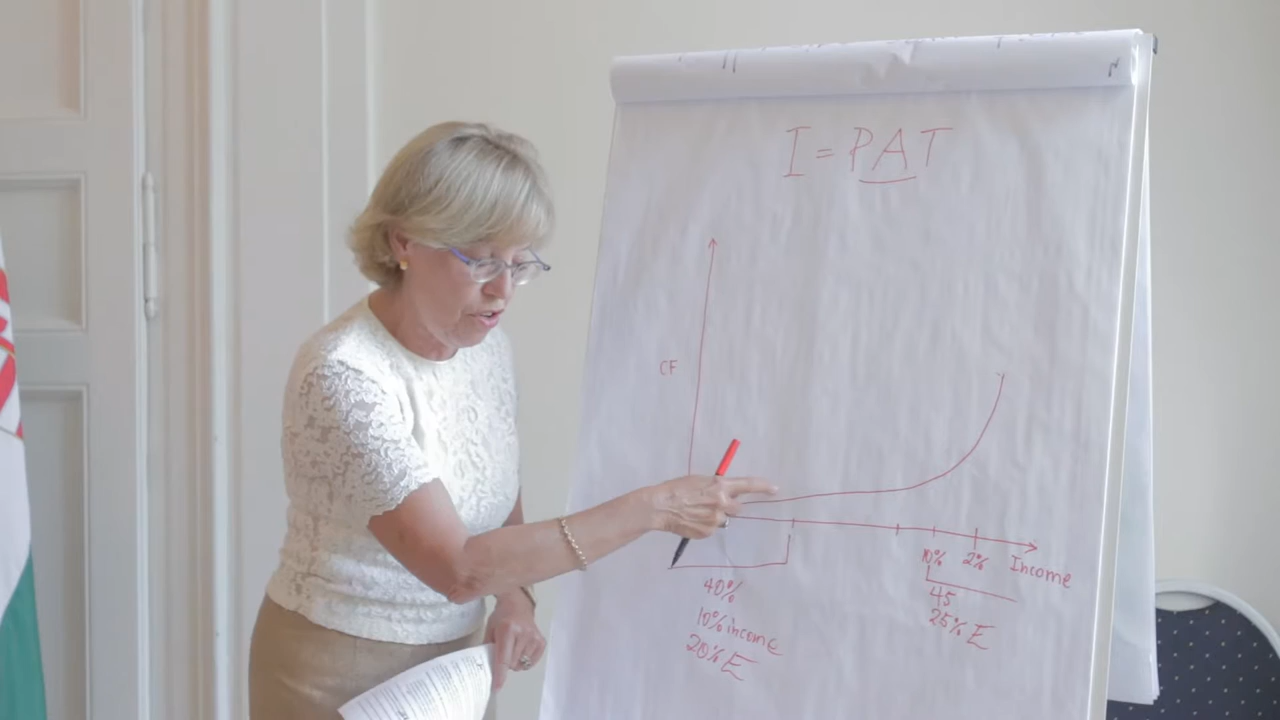 I = PAT
CF
10% 2% Income
40%
45
10% income
25% E
20% E